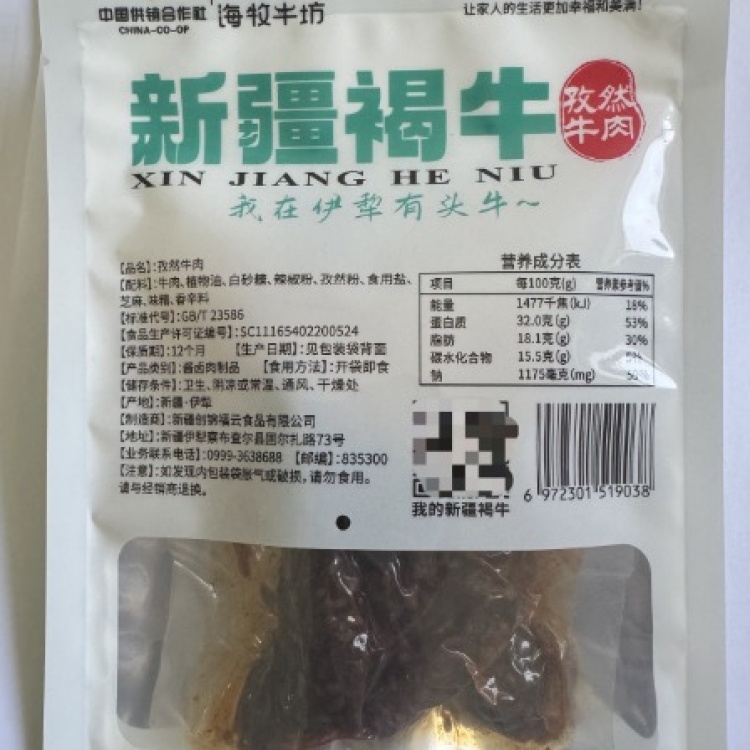 中国供销合作社 海牧牛坊
CHINA-CO-OP
让家人的生活更加幸福和美满!
新疆褐牛
孜然
牛肉
XIN JIANG HE NIU
我在伊犁有头牛~
【品名】:孜然牛肉
【配料】:牛肉、植物油、白砂糖、辣椒粉、孜然粉、食用盐、
芝麻、味精、香辛料
【标准代号】:GB/T 23586
【食品生产许可证编号】:SC11165402200524
【保质期】:12个月 【生产日期】:见包装袋背面
【产品类别】:酱卤肉制品 【食用方法】:开袋即食
【储存条件】:卫生、阴凉或常温、通风、干燥处
【产地】:新疆·伊犁
【制造商】:新疆创锦福云食品有限公司
【地址】:新疆伊犁察布查尔县固尔扎路73号
【业务联系电话】:0999-3638688 【邮编】:835300
【注意】:如发现内包装袋胀气或破损,请勿食用。
请与经销商退换。
营养成分表
项目 每100克(g) 营养素参考值%
能量 1477千焦(kJ) 18%
蛋白质 32.0克(g) 53%
脂肪 18.1克(g) 30%
碳水化合物 15.5克(g) 5%
钠 1175毫克(mg)
我的新疆褐牛
6 972301 519038